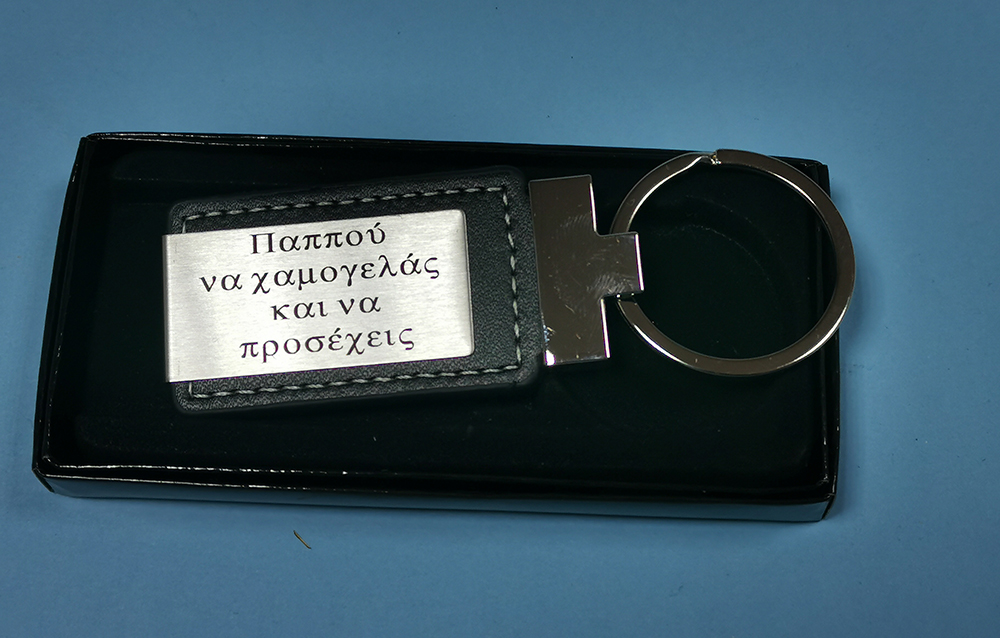 Παππού
να χαμογελάς
και να
προσέχεις